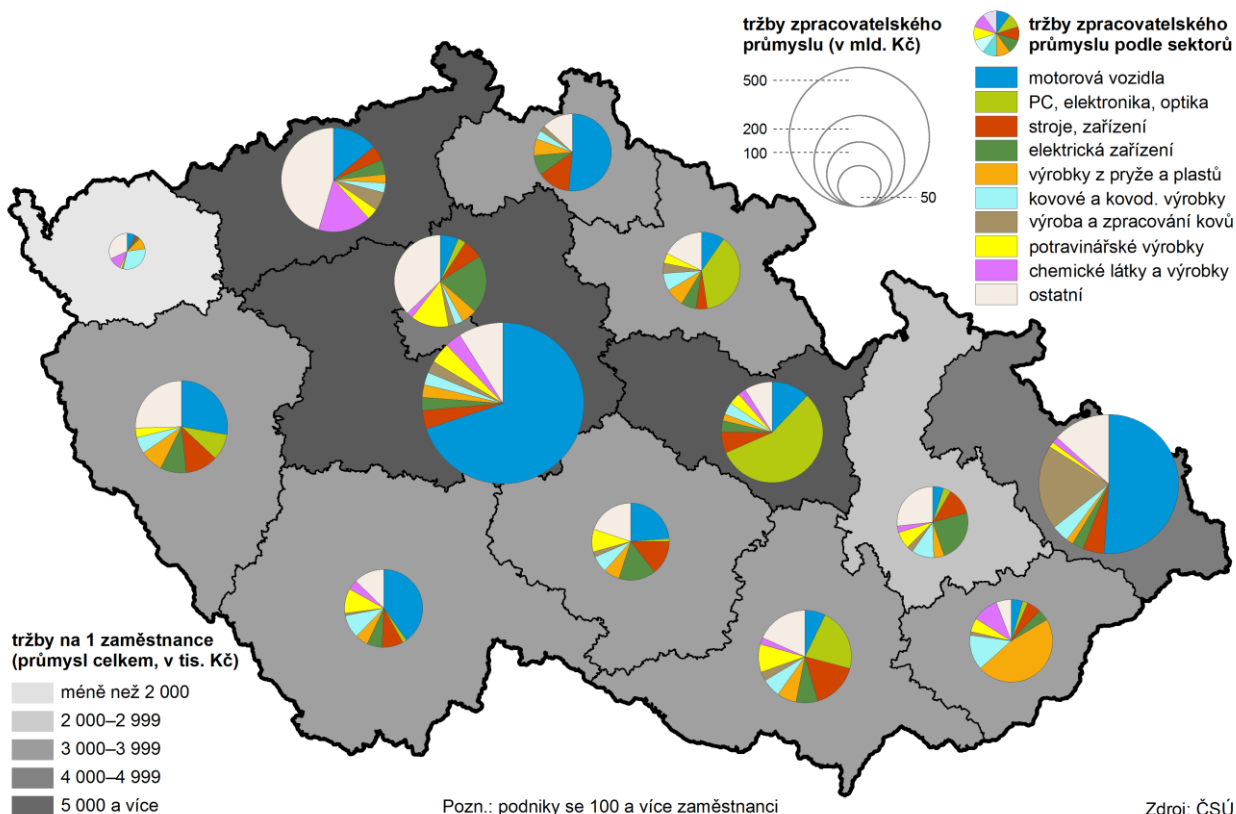 tržby zpracovatelského
průmyslu (v mld. Kč)
500
200
100
50
tržby zpracovatelského
průmyslu podle sektorů
motorová vozidla
PC, elektronika, optika
stroje, zařízení
elektrická zařízení
výrobky z pryže a plastů
kovové a kovod. výrobky
výroba a zpracování kovů
potravinářské výrobky
chemické látky a výrobky
ostatní
tržby na 1 zaměstnance
(průmysl celkem, v tis. Kč)
méně než 2 000
2 000–2 999
3 000–3 999
4 000–4 999
5 000 a více
Pozn.: podniky se 100 a více zaměstnanci
Zdroj: ČSÚ